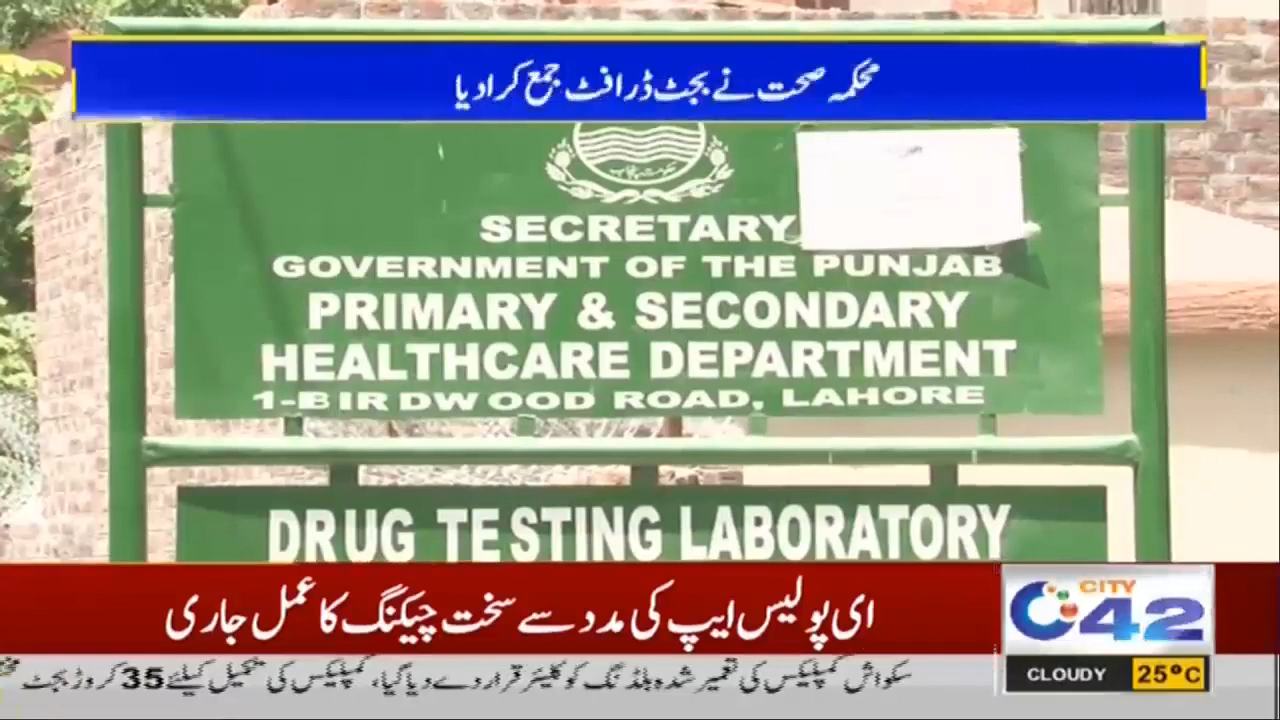 محکمہ صحت نے بجٹ ڈرافٹ جمع کرا دیا
SECRETARY
GOVERNMENT OF THE PUNJAB
PRIMARY & SECONDARY
HEALTHCARE DEPARTMENT
1-BIRDWOOD ROAD, LAHORE
DRUG TESTING LABORATORY
ای پولیس ایپ کی مدد سے سخت چیکنگ کا عمل جاری
CITY
42
سکواش کمپلیکس کی تعمیر شدہ بلڈنگ کو کلیئر قرار دے دیا گیا، کمپلیکس کی تکمیل کیلئے 35 کروڑ بجٹ
CLOUDY 25°C